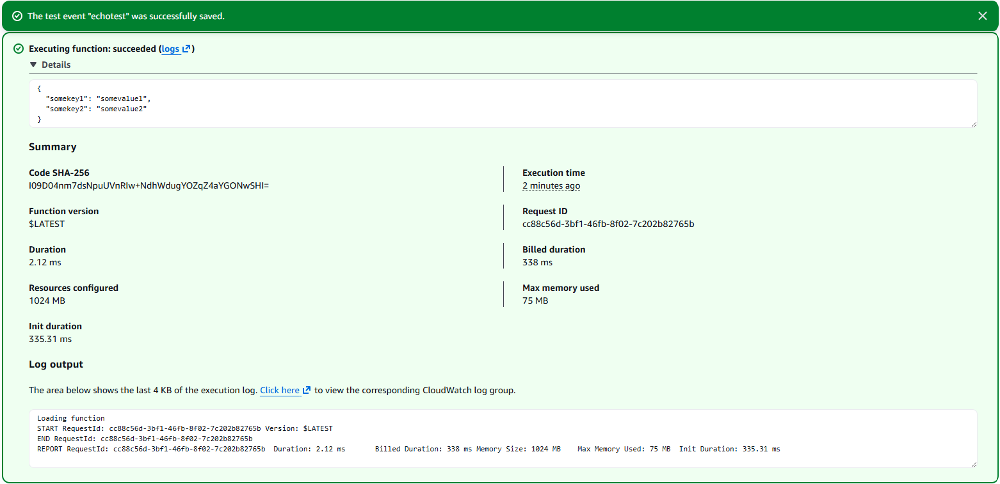 The test event "echotest" was successfully saved.
Executing function: succeeded (logs)
Details
{
  "somekey1": "somevalue1",
  "somekey2": "somevalue2"
}
Summary
Code SHA-256
I09D04nm7dsNpuUVnRIw+NdhWdugYOZqZ4aYGONwSHI=
Execution time
2 minutes ago
Function version
$LATEST
Request ID
cc88c56d-3bf1-46fb-8f02-7c202b82765b
Duration
2.12 ms
Billed duration
338 ms
Resources configured
1024 MB
Max memory used
75 MB
Init duration
335.31 ms
Log output
The area below shows the last 4 KB of the execution log. Click here to view the corresponding CloudWatch log group.
Loading function
START RequestId: cc88c56d-3bf1-46fb-8f02-7c202b82765b Version: $LATEST
END RequestId: cc88c56d-3bf1-46fb-8f02-7c202b82765b
REPORT RequestId: cc88c56d-3bf1-46fb-8f02-7c202b82765b  Duration: 2.12 ms       Billed Duration: 338 ms Memory Size: 1024 MB    Max Memory Used: 75 MB  Init Duration: 335.31 ms